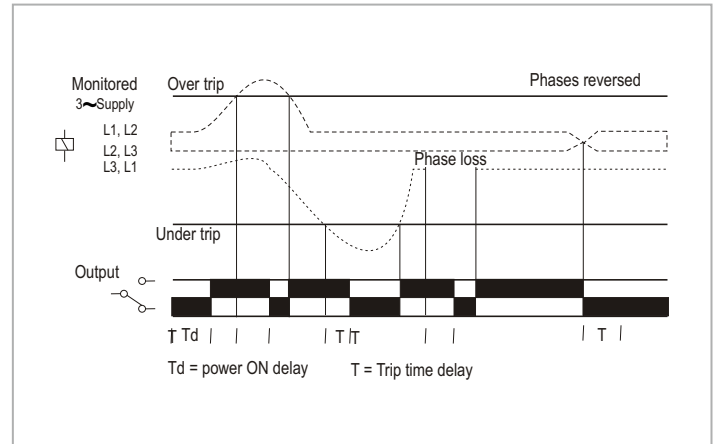 Monitored
3~Supply
Over trip
Phases reversed
L1, L2
L2, L3
L3, L1
Phase loss
Under trip
Output
T Td
T T
T
Td = power ON delay
T = Trip time delay